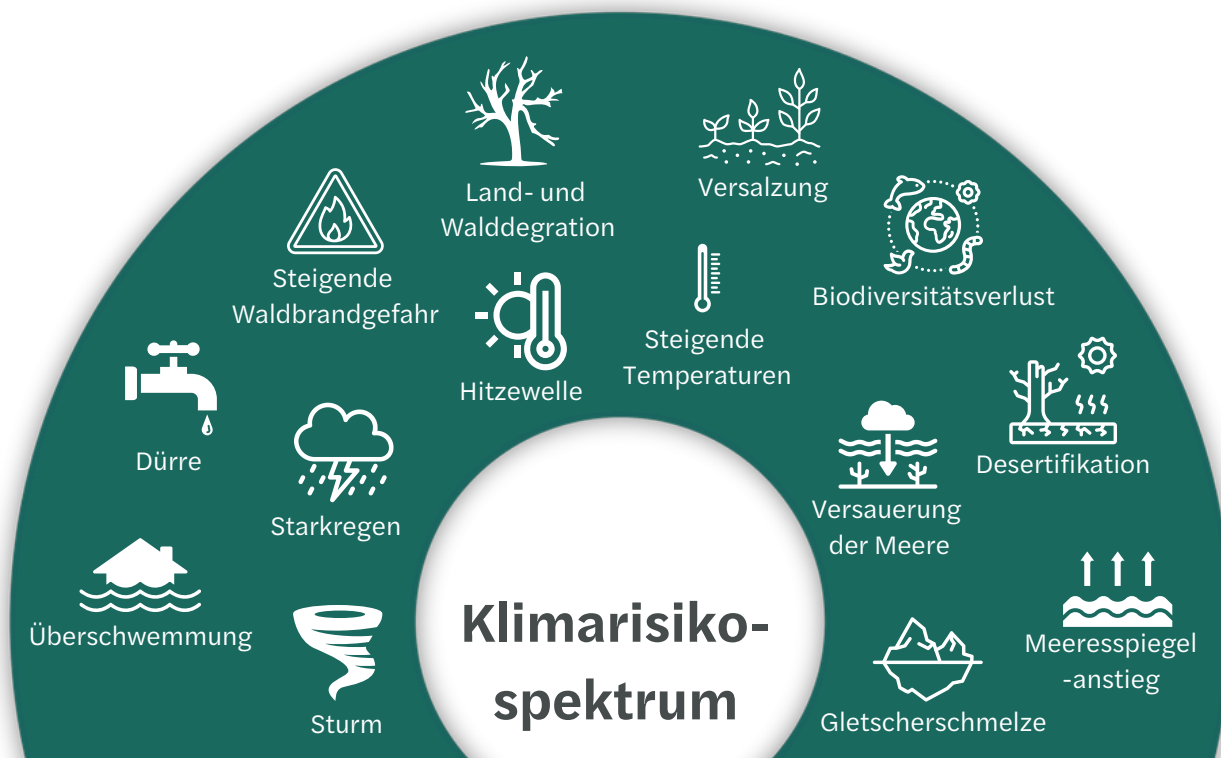 Land- und
Walddegration
Versalzung
Steigende
Waldbrandgefahr
Biodiversitätsverlust
Steigende
Temperaturen
Hitzewelle
Dürre
Desertifikation
Starkregen
Versauerung
der Meere
Überschwemmung
Meeresspiegel
-anstieg
Klimarisiko-
spektrum
Sturm
Gletscherschmelze